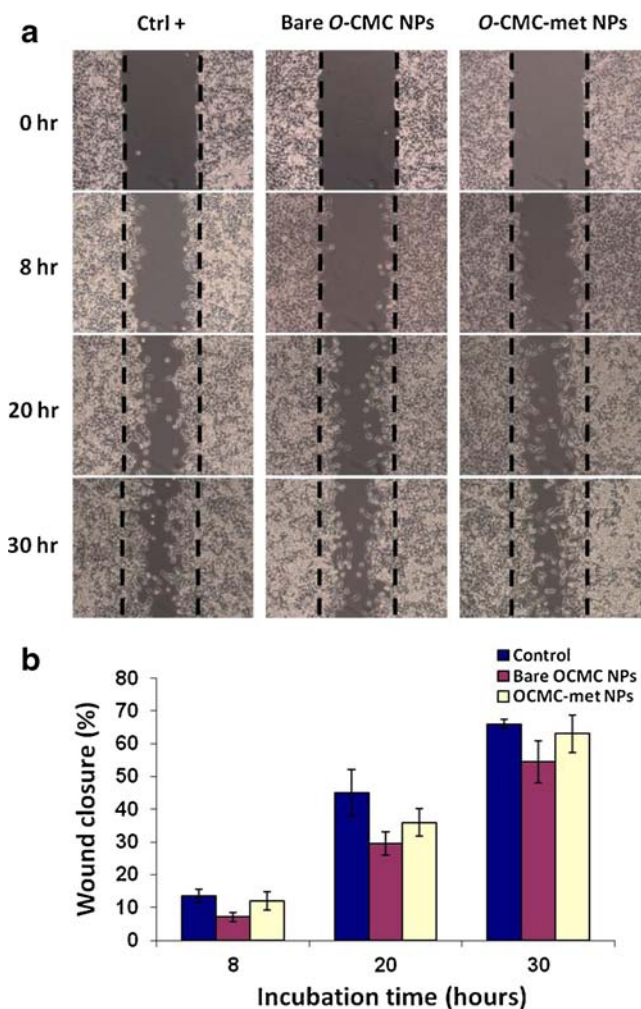 a
Ctrl + Bare O-CMC NPs O-CMC-met NPs
0 hr
8 hr
20 hr
30 hr
b
Control
Bare OCMC NPs
OCMC-met NPs
Wound closure (%)
80
70
60
50
40
30
20
10
0
8 20 30
Incubation time (hours)